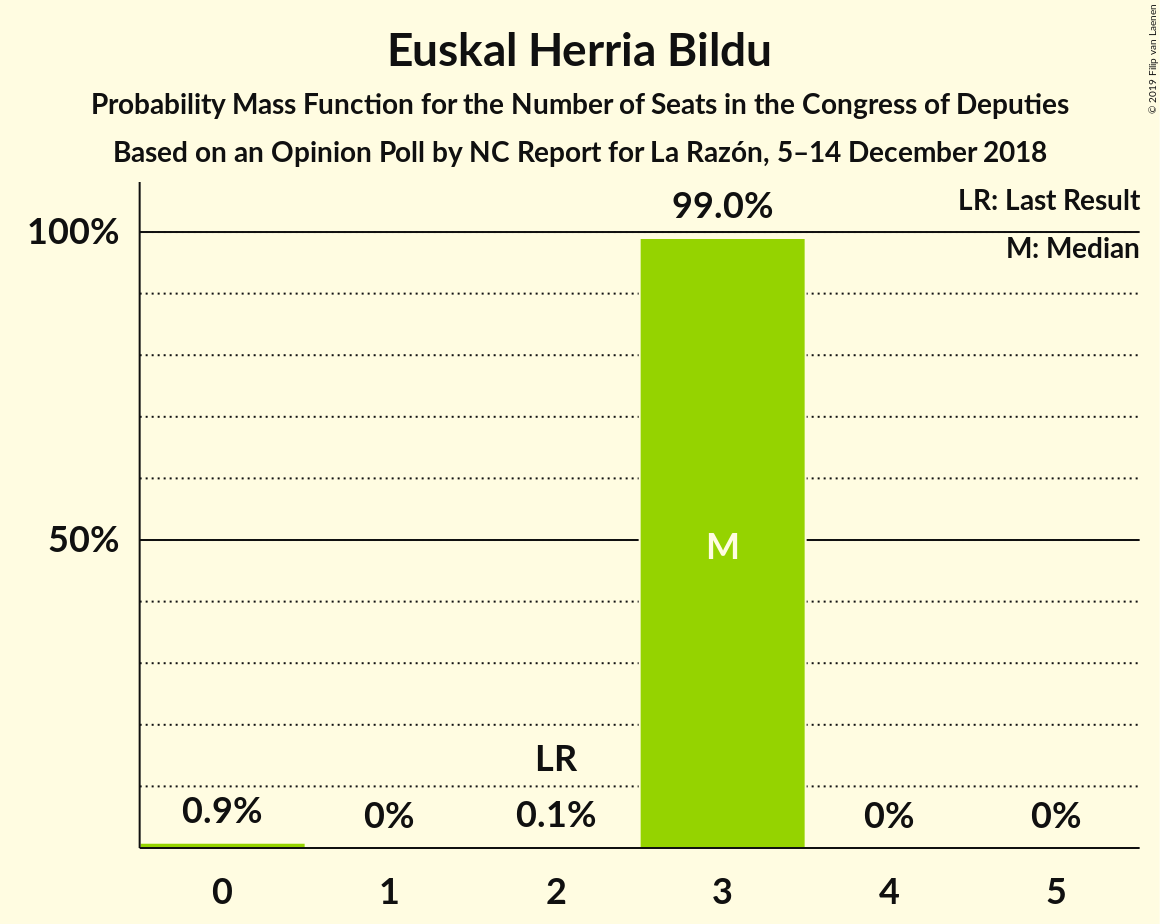 Euskal Herria Bildu
Probability Mass Function for the Number of Seats in the Congress of Deputies
Based on an Opinion Poll by NC Report for La Razón, 5–14 December 2018
© 2019 Filip van Laenen
LR: Last Result
M: Median
99.0%
100%
50%
M
LR
0.9%
0%
0.1%
0%
0%
0
1
2
3
4
5